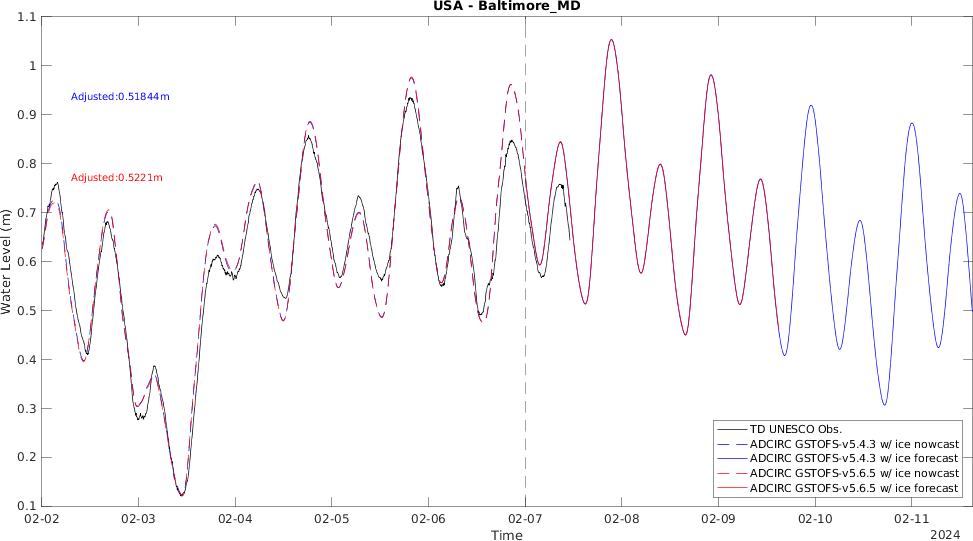 USA - Baltimore_MD
1.1
1
0.9
0.8
0.7
0.6
0.5
0.4
0.3
0.2
0.1
Water Level (m)
Adjusted:0.51844m
Adjusted:0.5221m
TD UNESCO Obs.
ADCIRC GSTOFS-v5.4.3 w/ ice nowcast
ADCIRC GSTOFS-v5.4.3 w/ ice forecast
ADCIRC GSTOFS-v5.6.5 w/ ice nowcast
ADCIRC GSTOFS-v5.6.5 w/ ice forecast
02-02 02-03 02-04 02-05 02-06 02-07 02-08 02-09 02-10 02-11
Time
2024